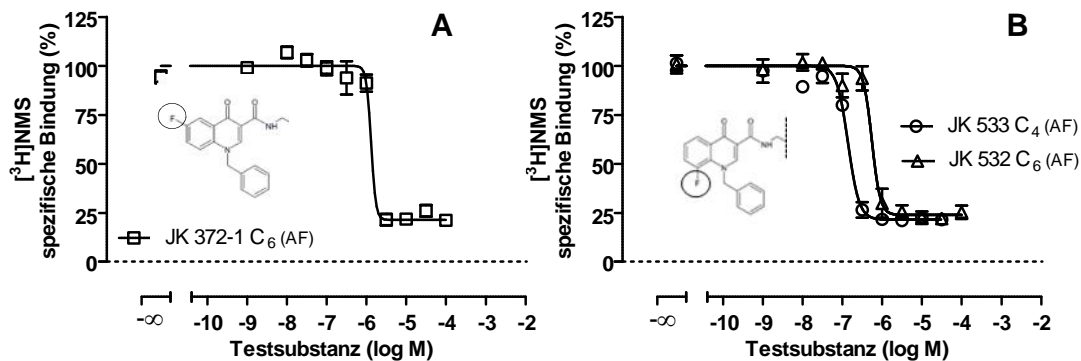 A
[³H]NMS
spezifische Bindung (%)
125
100
75
50
25
0
F
O
O
NH
N
JK 372-1 C₆ (AF)
-∞
-10 -9 -8 -7 -6 -5 -4 -3 -2
Testsubstanz (log M)
B
[³H]NMS
spezifische Bindung (%)
125
100
75
50
25
0
O
O
NH
N
F
JK 533 C₄ (AF)
JK 532 C₆ (AF)
-∞
-10 -9 -8 -7 -6 -5 -4 -3 -2
Testsubstanz (log M)